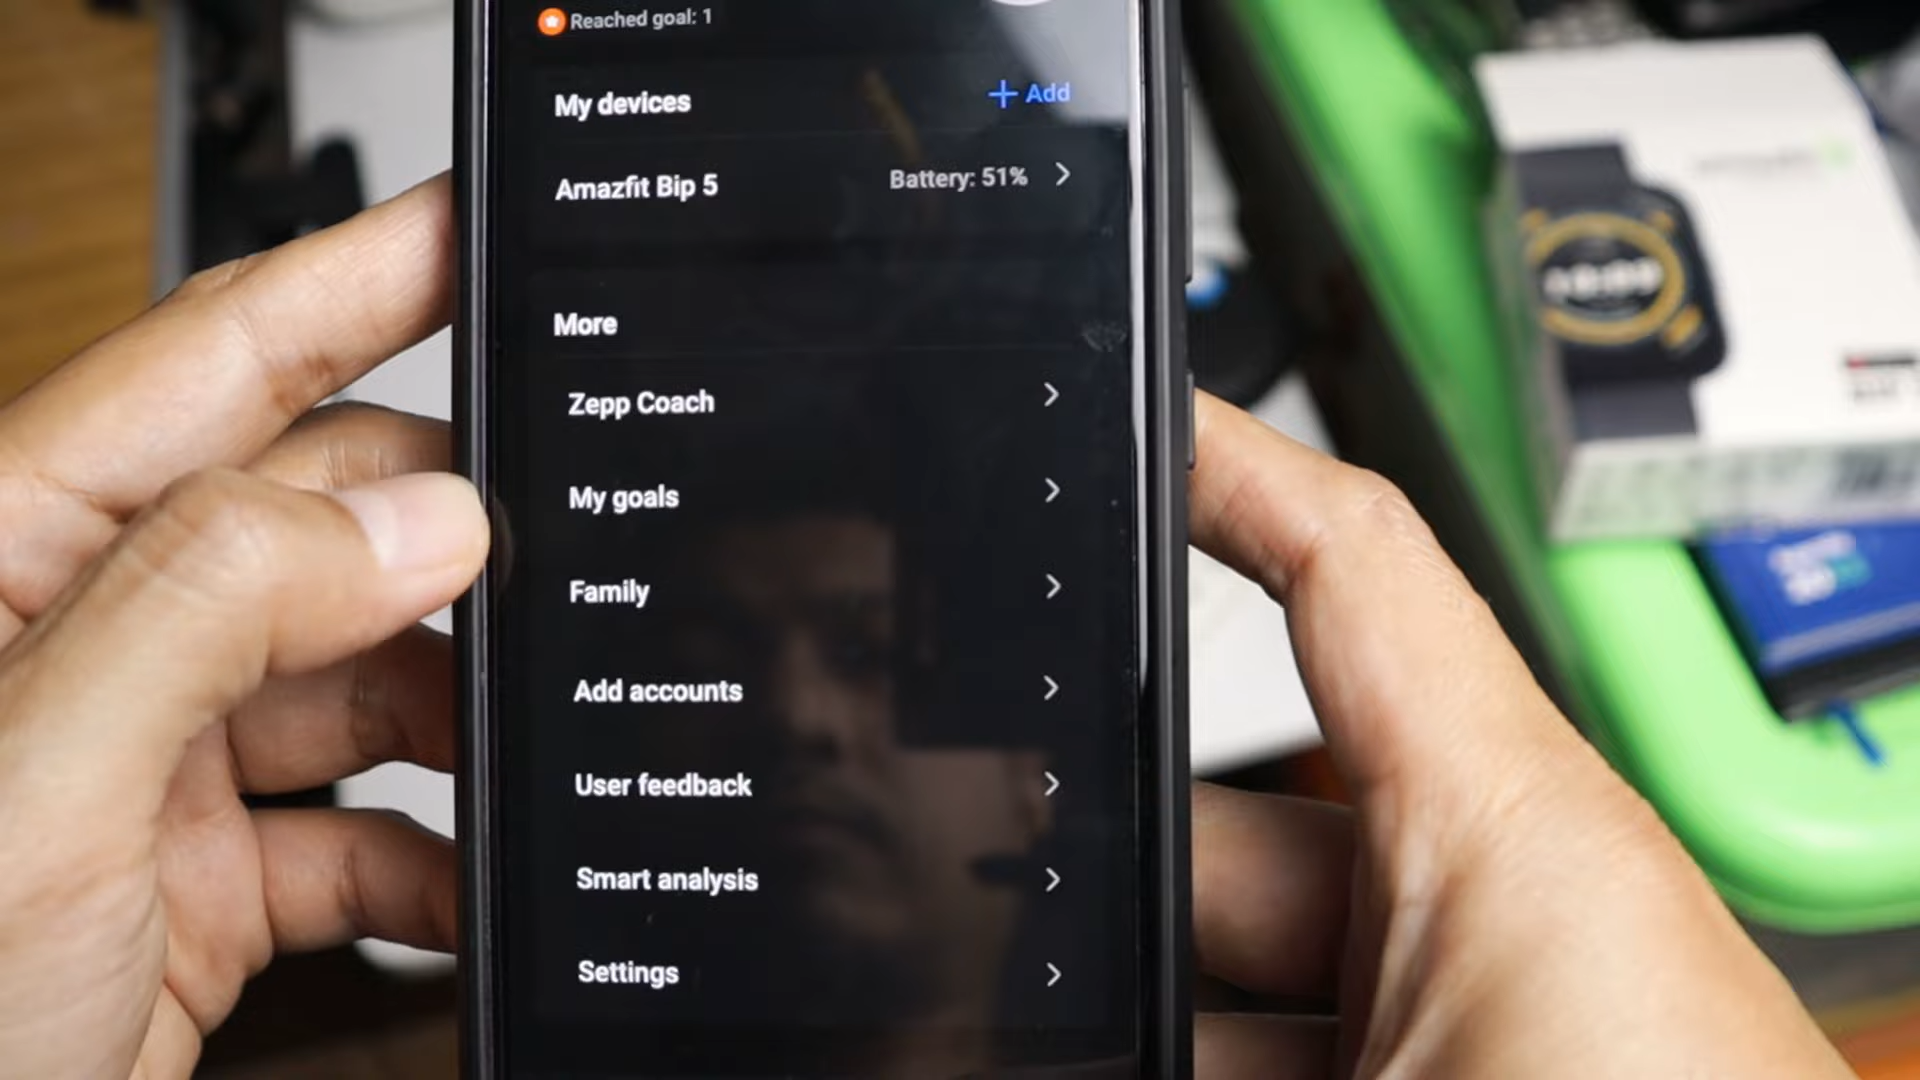 Reached goal: 1
My devices
+ Add
Amazfit Bip 5
Battery: 51%
More
Zepp Coach
My goals
Family
Add accounts
User feedback
Smart analysis
Settings